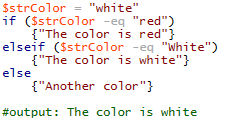 $strColor = "white"
if ($strColor -eq "red")
    {"The color is red"}
elseif ($strColor -eq "White")
    {"The color is white"}
else
    {"Another color"}

#output: The color is white